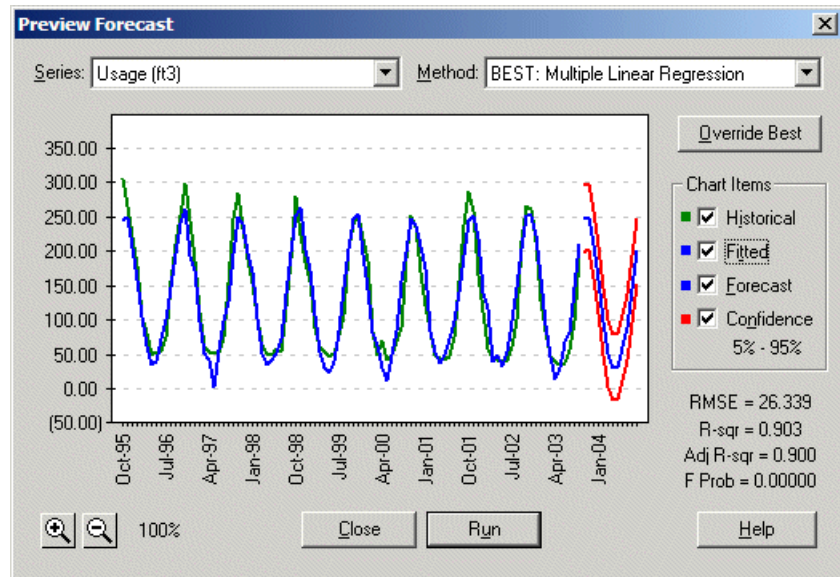 Preview Forecast
Series: Usage (ft3) Method: BEST: Multiple Linear Regression
Override Best
350.00
300.00
250.00
200.00
150.00
100.00
50.00
0.00
(50.00)
Oct-95
Jul-96
Apr-97
Jan-98
Oct-98
Jul-99
Apr-00
Jan-01
Oct-01
Jul-02
Apr-03
Jan-04
Chart Items
Historical
Fitted
Forecast
Confidence
5% - 95%
RMSE = 26.339
R-sqr = 0.903
Adj R-sqr = 0.900
F Prob = 0.00000
100%
Close
Run
Help